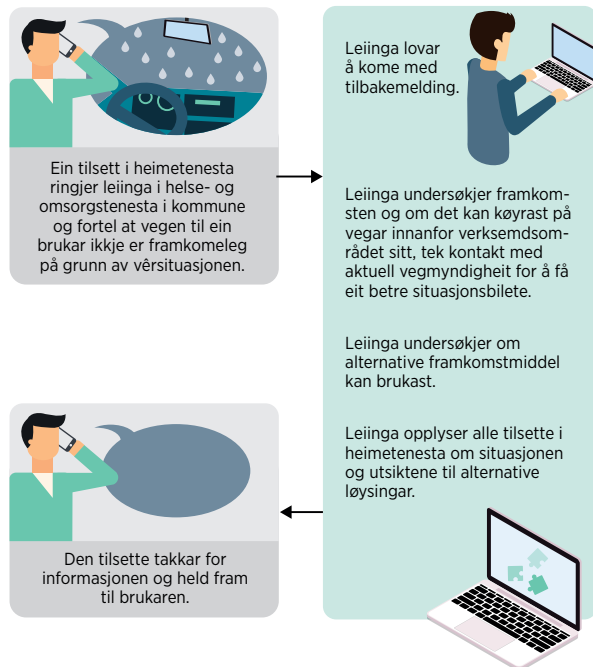 Ein tilsett i heimetenesta
ringjer leiinga i helse- og
omsorgstenesta i kommune
og fortel at vegen til ein
brukar ikkje er framkomeleg
på grunn av vêrsituasjonen.
Leiinga lovar
å kome med
tilbakemelding.
Leiinga undersøkjer framkom-
sten og om det kan køyrast på
vegar innanfor verksemdsom-
rådet sitt, tek kontakt med
aktuell vegmyndigheit for å få
eit betre situasjonsbilete.
Leiinga undersøkjer om
alternative framkomstmiddel
kan brukast.
Leiinga opplyser alle tilsette i
heimetenesta om situasjonen
og utsiktene til alternative
løysingar.
Den tilsette takkar for
informasjonen og held fram
til brukaren.